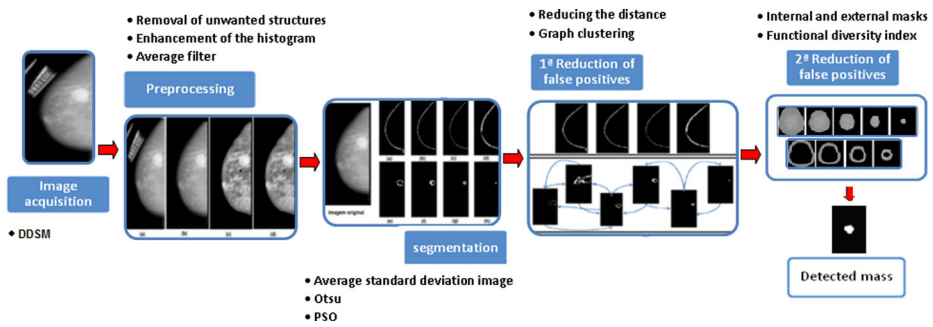 • Removal of unwanted structures
• Enhancement of the histogram
• Average filter
Preprocessing
(a) (b) (c) (d)
Image
acquisition
◆ DDSM
(a) (b) (c) (d)
(e) (f) (g) (h)
Imagem original
segmentation
• Average standard deviation image
• Otsu
• PSO
• Reducing the distance
• Graph clustering
1ª Reduction of
false positives
• Internal and external masks
• Functional diversity index
2ª Reduction of
false positives
Detected mass